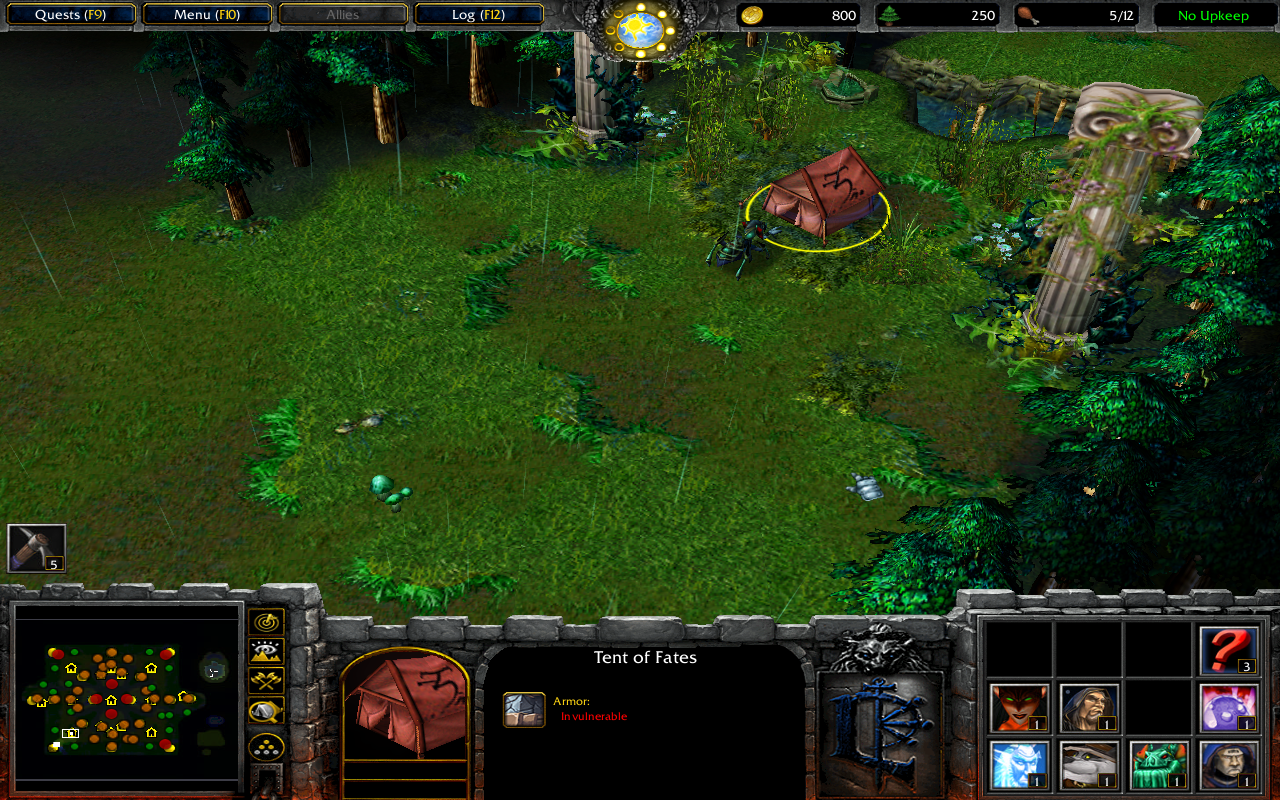 Quests (F9)
Menu (F10)
Allies
Log (F12)
800
250
5/12
No Upkeep
5
Tent of Fates
Armor:
Invulnerable
3
1
1
1
1
1
1
1